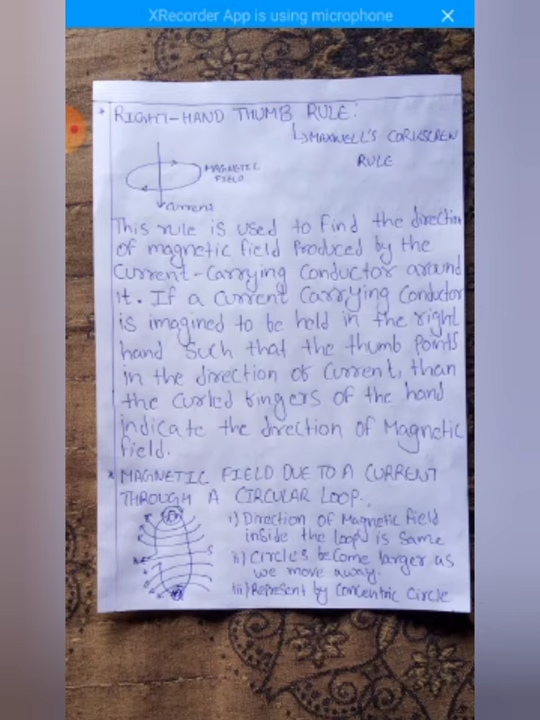 XRecorder App is using microphone
* RIGHT-HAND THUMB RULE:
↳MAXWELL'S CORKSCREW
RULE
MAGNETIC
FIELD
Current
This rule is used to find the direction
of magnetic field Produced by the
Current-Carrying Conductor around
it. If a Current Carrying Conductor
is imagined to be held in the right
hand Such that the thumb Points
in the direction of Current, than
the curled fingers of the hand
indicate the direction of Magnetic
field.
* MAGNETIC FIELD DUE TO A CURRENT
THROUGH A CIRCULAR LOOP.
i) Direction of Magnetic field
inside the loop is Same
ii) Circles become larger as
we move away.
iii) Represent by Concentric Circle
N
S